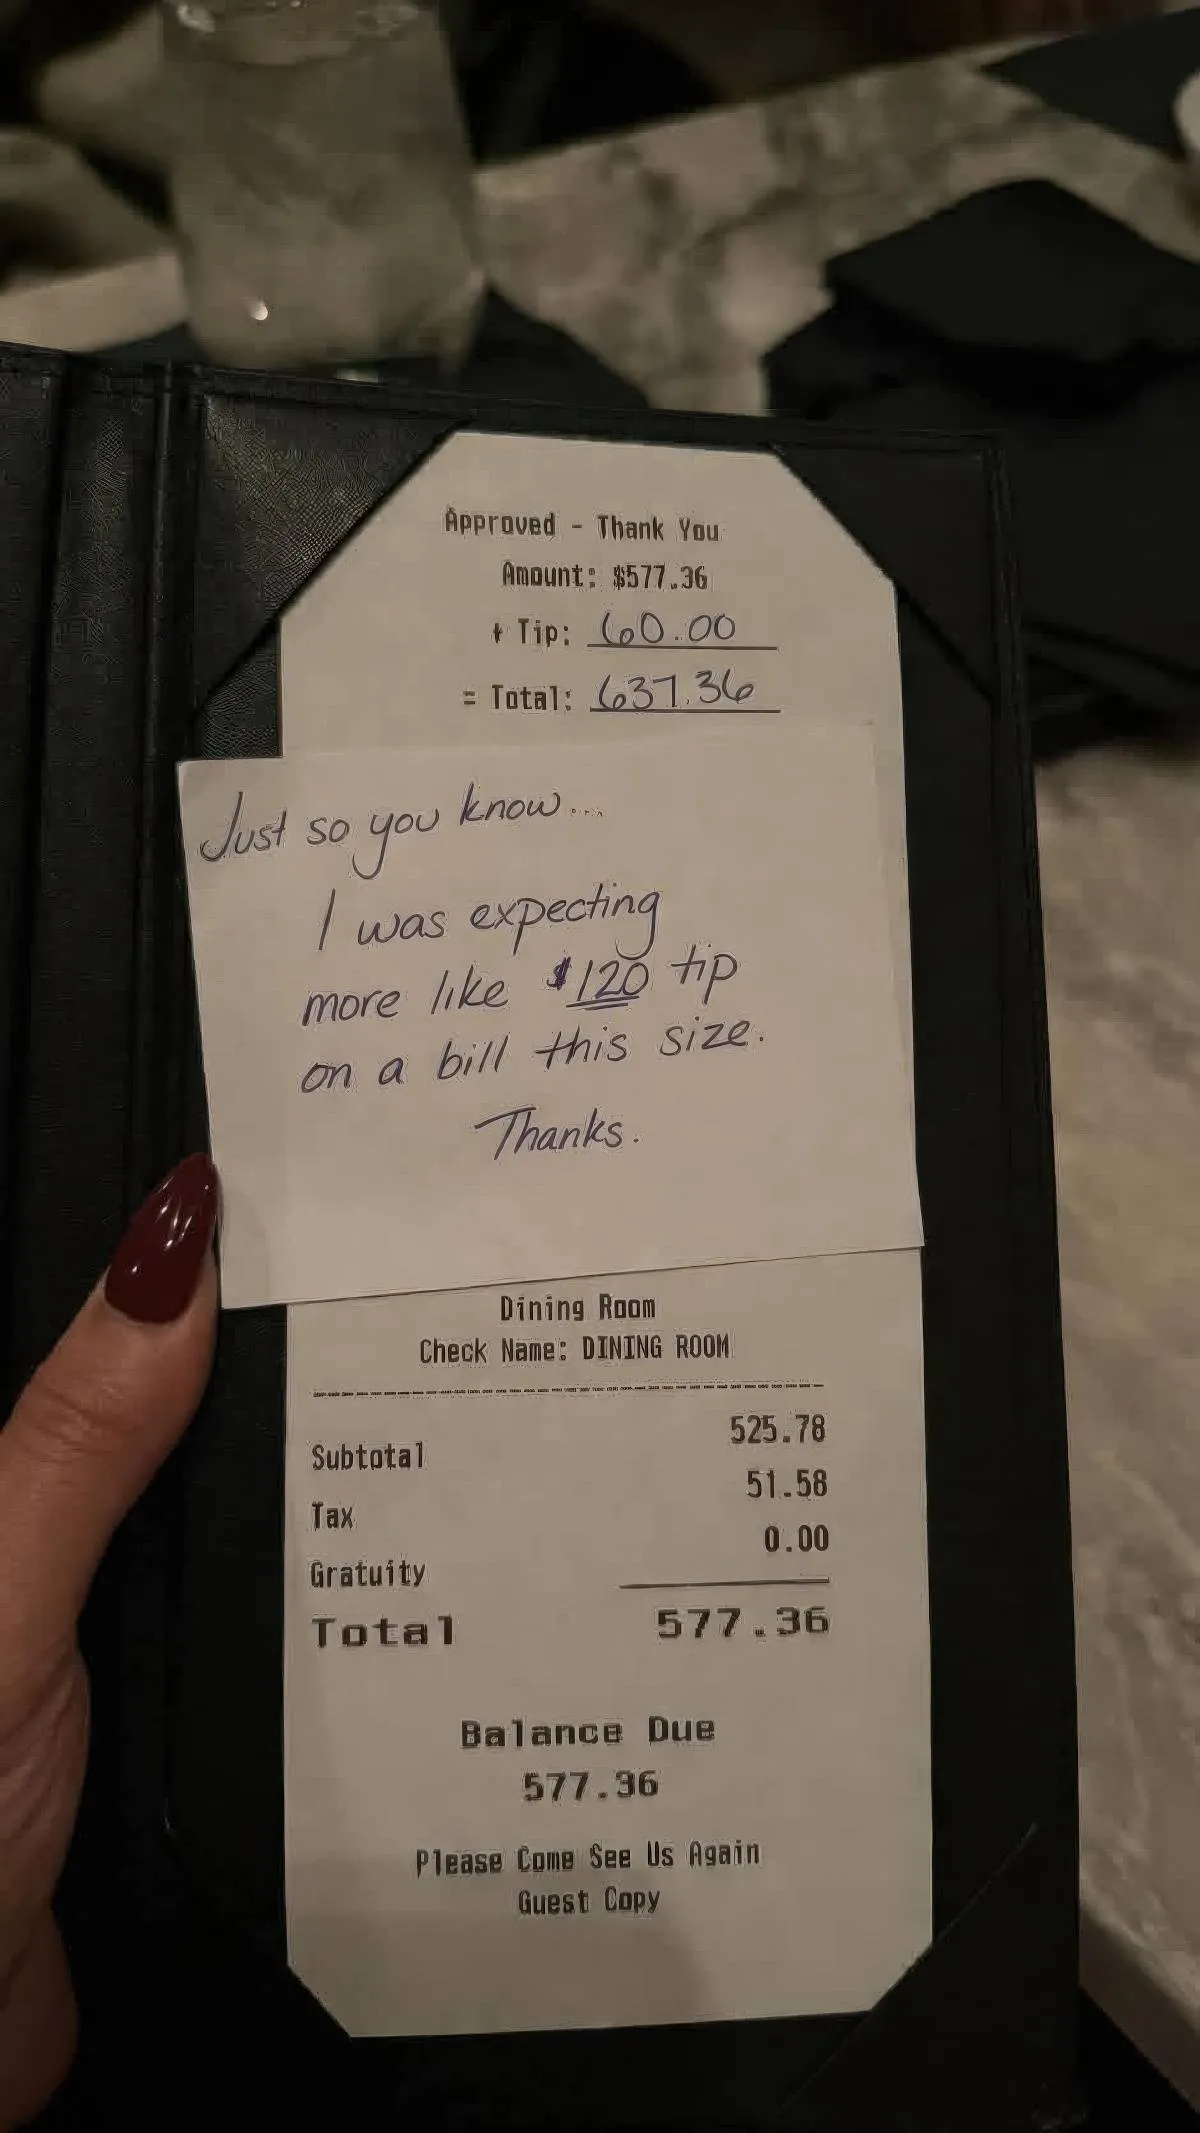 Approved - Thank You
Amount: $577.36
+ Tip: 60.00
= Total: 637.36
Just so you know....
I was expecting
more like $120 tip
on a bill this size.
Thanks.
Dining Room
Check Name: DINING ROOM
Subtotal 525.78
Tax 51.58
Gratuity 0.00
Total 577.36
Balance Due
577.36
Please Come See Us Again
Guest Copy